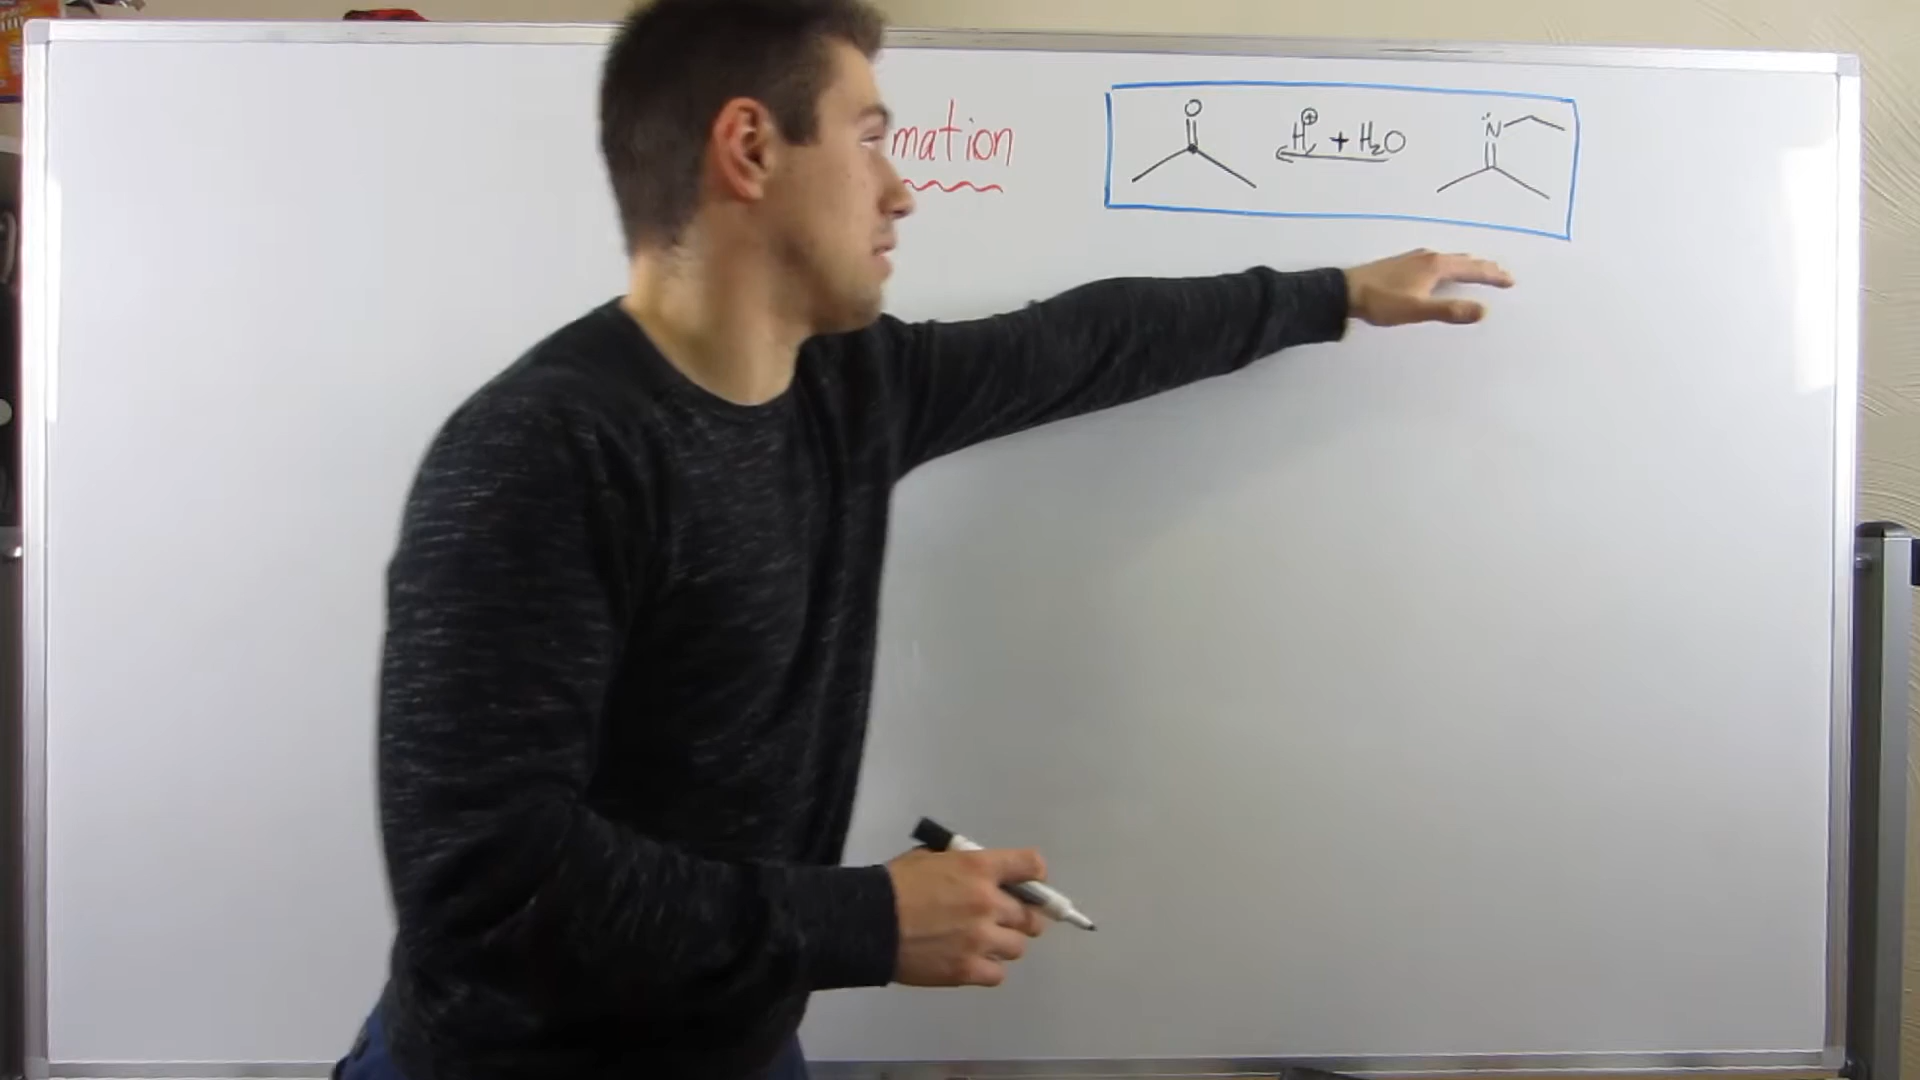 mation
O H⊕ + H₂O N